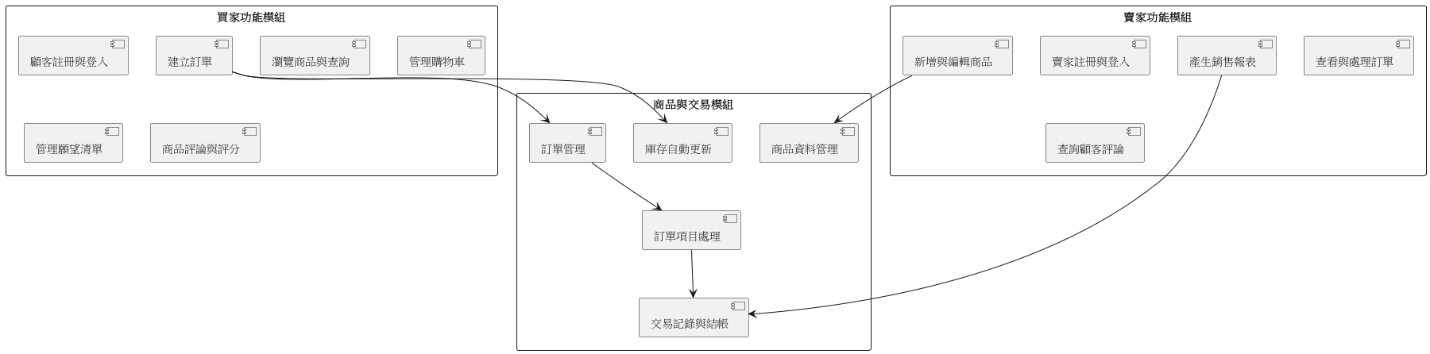 買家功能模組
顧客註冊與登入
建立訂單
瀏覽商品與查詢
管理購物車
管理願望清單
商品評論與評分
商品與交易模組
訂單管理
庫存自動更新
商品資料管理
訂單項目處理
交易記錄與結帳
賣家功能模組
新增與編輯商品
賣家註冊與登入
產生銷售報表
查看與處理訂單
查詢顧客評論